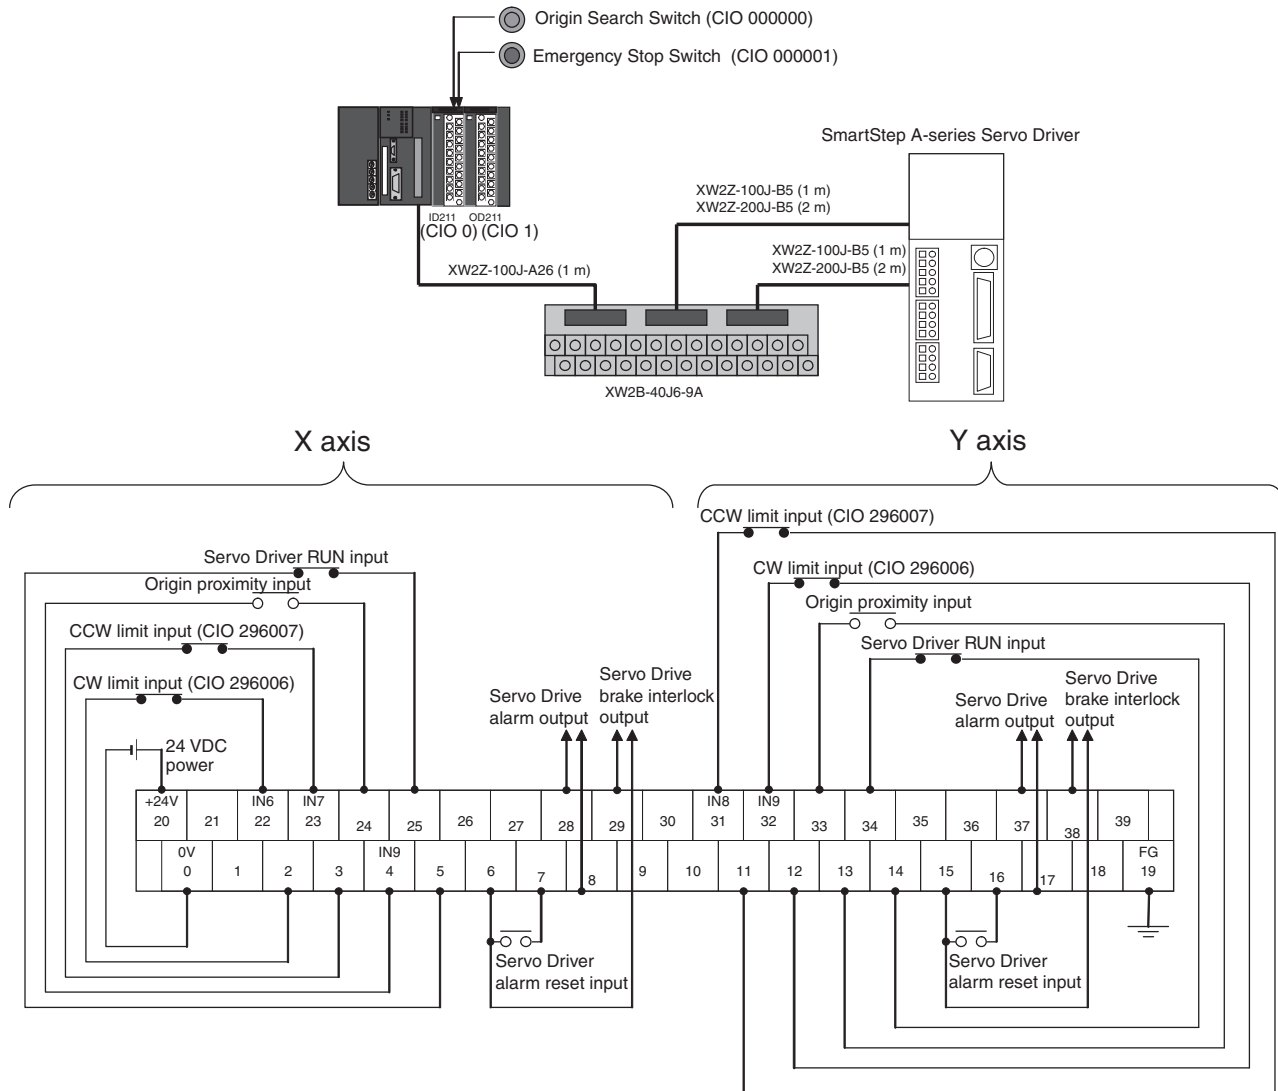 Origin Search Switch (CIO 000000)
Emergency Stop Switch (CIO 000001)
SmartStep A-series Servo Driver
XW2Z-100J-B5 (1 m)
XW2Z-200J-B5 (2 m)
ID211 OD211
(CIO 0) (CIO 1)
XW2Z-100J-B5 (1 m)
XW2Z-200J-B5 (2 m)
XW2Z-100J-A26 (1 m)
XW2B-40J6-9A
X axis
Y axis
CCW limit input (CIO 296007)
Servo Driver RUN input
CW limit input (CIO 296006)
Origin proximity input
Origin proximity input
CCW limit input (CIO 296007)
Servo Driver RUN input
CW limit input (CIO 296006)
Servo Drive
alarm output
Servo Drive
brake interlock
output
Servo Drive
alarm output
Servo Drive
brake interlock
output
24 VDC
power
+24V IN6 IN7 IN8 IN9
20 21 22 23 24 25 26 27 28 29 30 31 32 33 34 35 36 37 38 39
0V IN9 FG
0 1 2 3 4 5 6 7 8 9 10 11 12 13 14 15 16 17 18 19
Servo Driver
alarm reset input
Servo Driver
alarm reset input